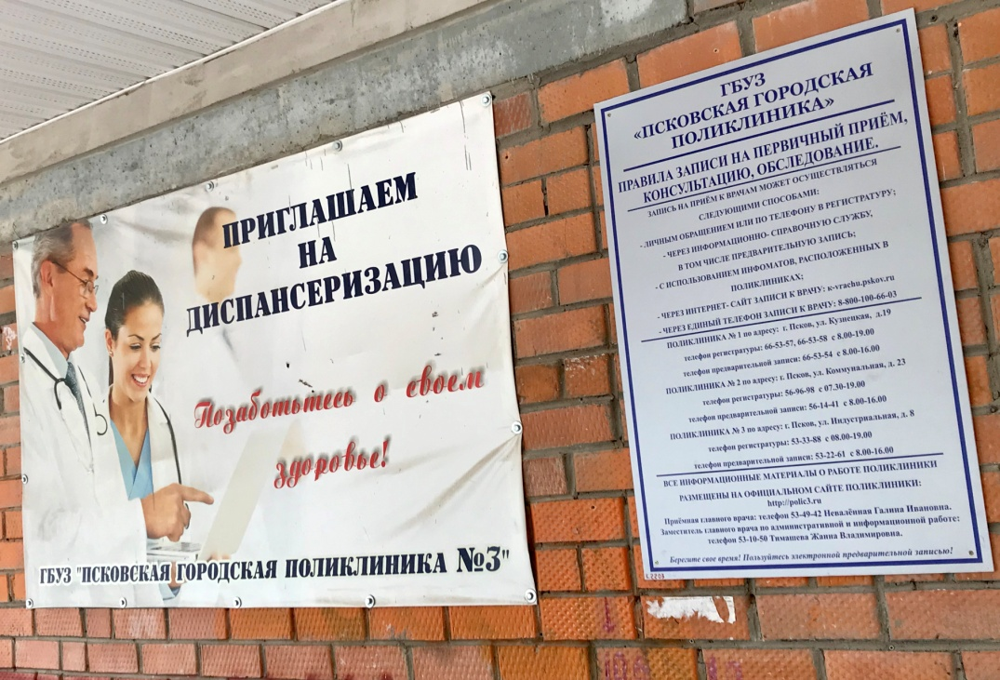 ПРИГЛАШАЕМ
НА
ДИСПАНСЕРИЗАЦИЮ
Позаботьтесь о своем
здоровье!
ГБУЗ "ПСКОВСКАЯ ГОРОДСКАЯ ПОЛИКЛИНИКА №3"
ГБУЗ
«ПСКОВСКАЯ ГОРОДСКАЯ
ПОЛИКЛИНИКА»
ПРАВИЛА ЗАПИСИ НА ПЕРВИЧНЫЙ ПРИЁМ,
КОНСУЛЬТАЦИЮ, ОБСЛЕДОВАНИЕ.
ЗАПИСЬ НА ПРИЁМ К ВРАЧАМ МОЖЕТ ОСУЩЕСТВЛЯТЬСЯ
СЛЕДУЮЩИМИ СПОСОБАМИ:
- ЛИЧНЫМ ОБРАЩЕНИЕМ ИЛИ ПО ТЕЛЕФОНУ В РЕГИСТРАТУРУ;
- ЧЕРЕЗ ИНФОРМАЦИОННО- СПРАВОЧНУЮ СЛУЖБУ,
В ТОМ ЧИСЛЕ ПРЕДВАРИТЕЛЬНУЮ ЗАПИСЬ;
- С ИСПОЛЬЗОВАНИЕМ ИНФОМАТОВ, РАСПОЛОЖЕННЫХ В
ПОЛИКЛИНИКАХ;
- ЧЕРЕЗ ИНТЕРНЕТ- САЙТ ЗАПИСИ К ВРАЧУ: k-vrachu.pskov.ru
- ЧЕРЕЗ ЕДИНЫЙ ТЕЛЕФОН ЗАПИСИ К ВРАЧУ: 8-800-100-66-03
ПОЛИКЛИНИКА № 1 по адресу: г. Псков, ул. Кузнецкая, д.19
телефон регистратуры: 66-53-57, 66-53-58 с 8.00-19.00
телефон предварительной записи: 66-53-54 с 8.00-16.00
ПОЛИКЛИНИКА № 2 по адресу: г. Псков, ул. Коммунальная, д. 23
телефон регистратуры: 56-96-98 с 07.30-19.00
телефон предварительной записи: 56-14-41 с 8.00-16.00
ПОЛИКЛИНИКА № 3 по адресу: г. Псков, ул. Индустриальная, д. 8
телефон регистратуры: 53-33-88 с 08.00-19.00
телефон предварительной записи: 53-22-61 с 8.00-16.00
ВСЕ ИНФОРМАЦИОННЫЕ МАТЕРИАЛЫ О РАБОТЕ ПОЛИКЛИНИКИ
РАЗМЕЩЕНЫ НА ОФИЦИАЛЬНОМ САЙТЕ ПОЛИКЛИНИКИ:
http://polic3.ru
Приёмная главного врача: телефон 53-49-42 Невалённая Галина Ивановна.
Заместитель главного врача по административной и информационной работе:
телефон 53-10-50 Тимашева Жанна Владимировна.
Берегите свое время! Пользуйтесь электронной предварительной записью!